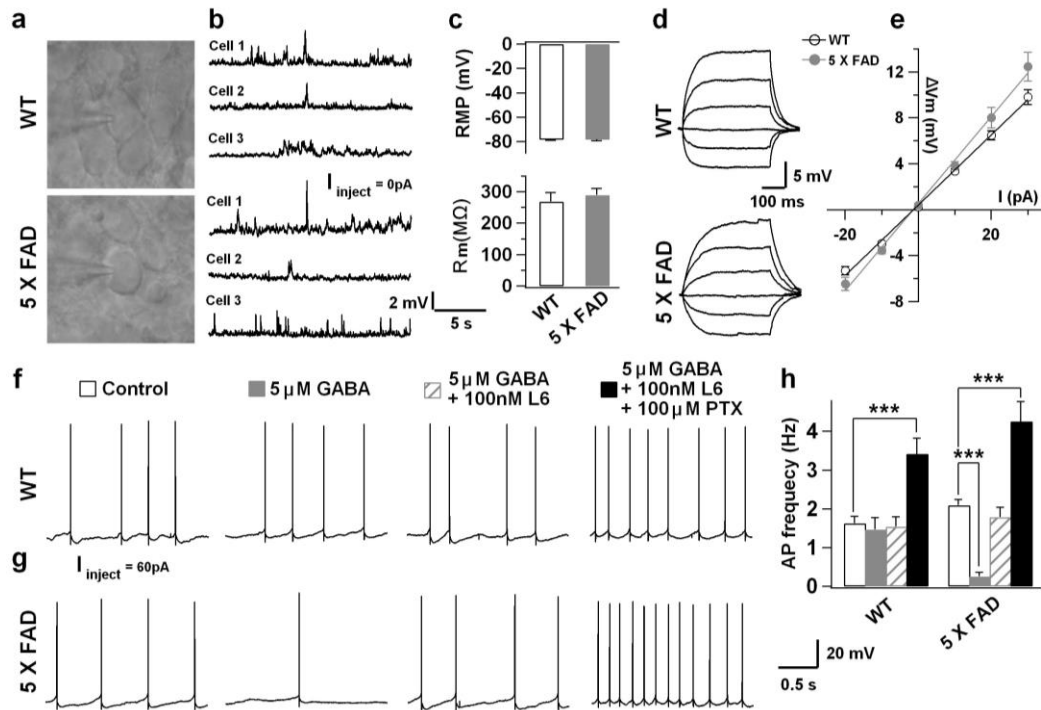 a
WT
5 X FAD
b
Cell 1
Cell 2
Cell 3
I inject = 0pA
Cell 1
Cell 2
Cell 3
2 mV
5 s
c
RMP (mV)
0
-20
-40
-60
-80
Rm(MΩ)
300
200
100
0
WT
5 X FAD
d
WT
5 mV
100 ms
5 X FAD
e
WT
5 X FAD
ΔVm (mV)
12
8
4
I (pA)
-20
20
-4
-8
f
Control
5 μM GABA
5 μM GABA
+ 100nM L6
5 μM GABA
+ 100nM L6
+ 100μM PTX
WT
g
I inject = 60pA
5 X FAD
h
AP frequecy (Hz)
4
3
2
1
0
***
***
***
WT
5 X FAD
20 mV
0.5 s